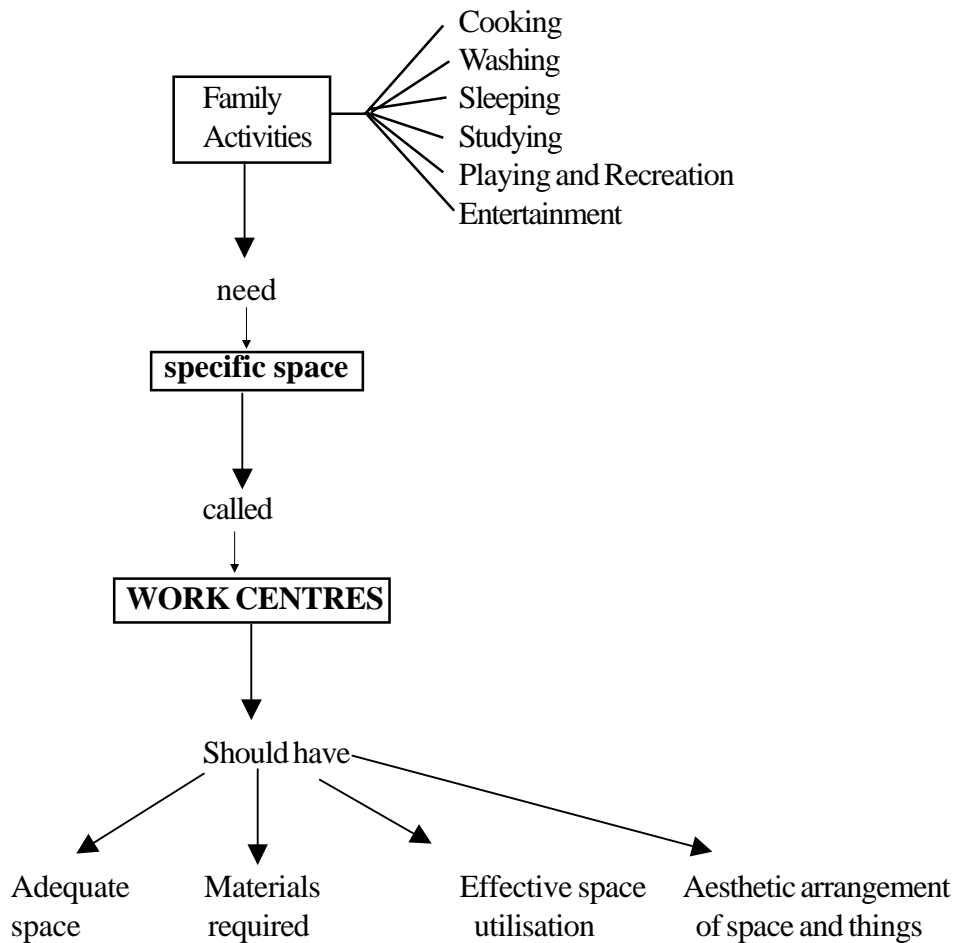 Family
Activities
Cooking
Washing
Sleeping
Studying
Playing and Recreation
Entertainment
need
specific space
called
WORK CENTRES
Should have
Adequate
space
Materials
required
Effective space
utilisation
Aesthetic arrangement
of space and things